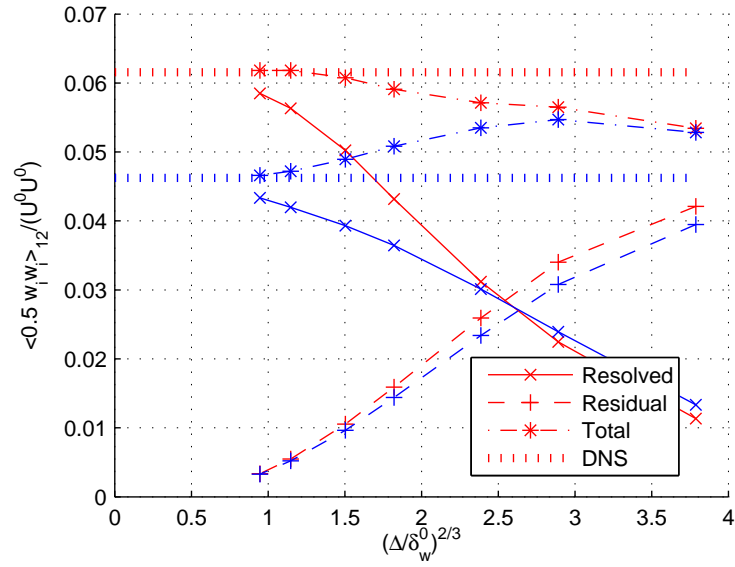 0.07
0.06
0.05
0.04
0.03
0.02
0.01
0
<0.5 w_i w_i>_12/(U^0U^0)
Resolved
Residual
Total
DNS
0 0.5 1 1.5 2 2.5 3 3.5 4
(Δ/δ_w^0)^{2/3}